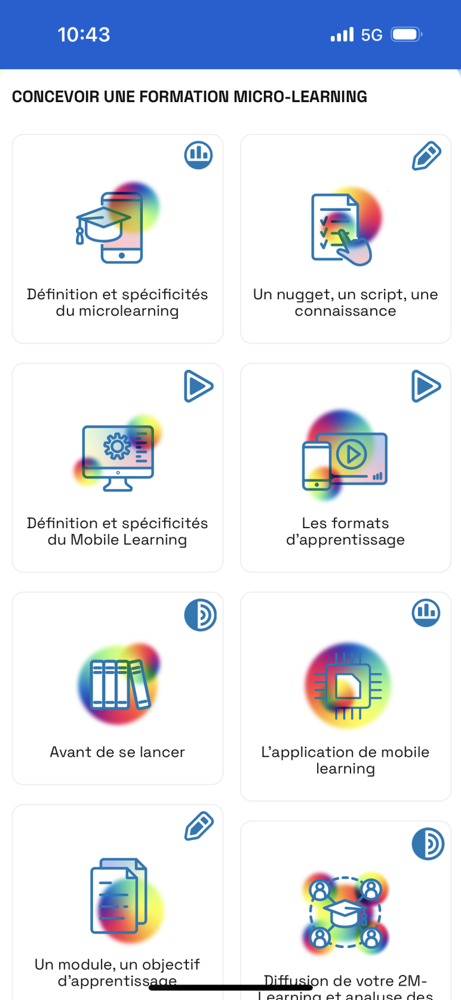 10:43
5G
CONCEVOIR UNE FORMATION MICRO-LEARNING
Définition et spécificités
du microlearning
Un nugget, un script, une
connaissance
Définition et spécificités
du Mobile Learning
Les formats
d’apprentissage
Avant de se lancer
L’application de mobile
learning
Un module, un objectif
d’apprentissage
Diffusion de votre 2M-
Learning et analyse des